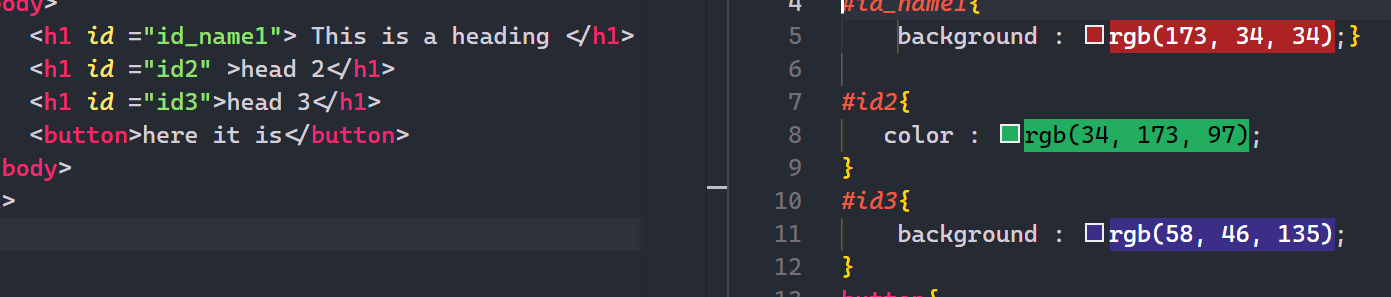 body>
<h1 id ="id_name1"> This is a heading </h1>
<h1 id ="id2" >head 2</h1>
<h1 id ="id3">head 3</h1>
<button>here it is</button>
body>
>
4 #id_name1{
5 background : rgb(173, 34, 34);}
6
7 #id2{
8 color : rgb(34, 173, 97);
9 }
10 #id3{
11 background : rgb(58, 46, 135);
12 }
13 button{